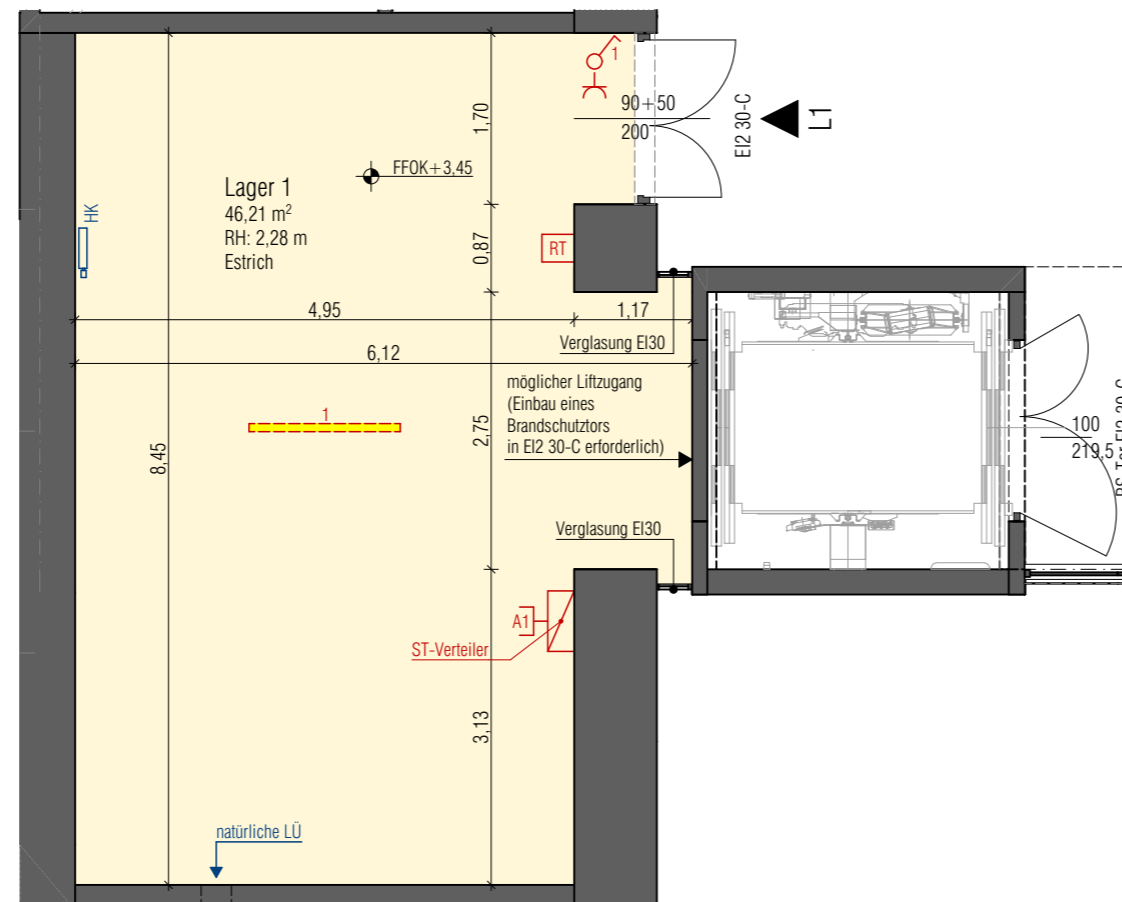 1
90+50
200
EI2 30-C
L1
1,70
FFOK+3,45
Lager 1
46,21 m²
RH: 2,28 m
Estrich
HK
0,87
RT
4,95
1,17
Verglasung EI30
6,12
möglicher Liftzugang
(Einbau eines
Brandschutztors
in EI2 30-C erforderlich)
1
2,75
8,45
100
219,5
Verglasung EI30
A1
ST-Verteiler
3,13
natürliche LÜ